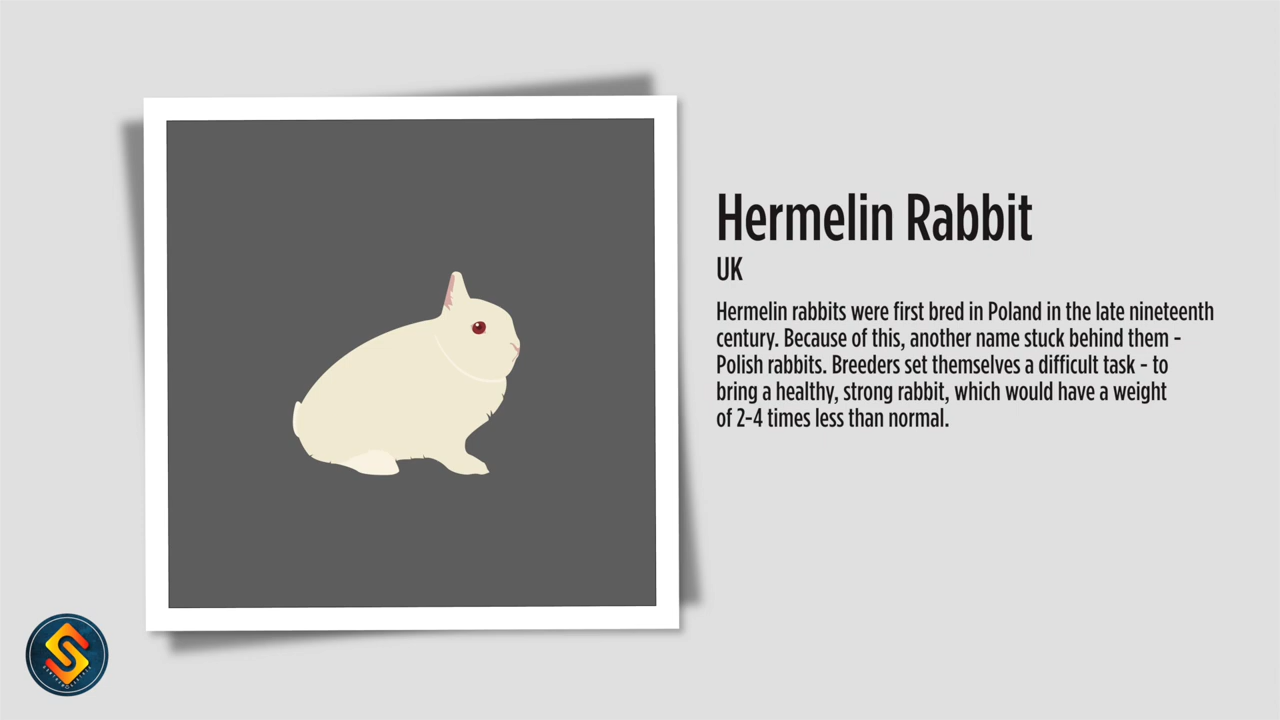 Hermelin Rabbit
UK
Hermelin rabbits were first bred in Poland in the late nineteenth
century. Because of this, another name stuck behind them -
Polish rabbits. Breeders set themselves a difficult task - to
bring a healthy, strong rabbit, which would have a weight
of 2-4 times less than normal.